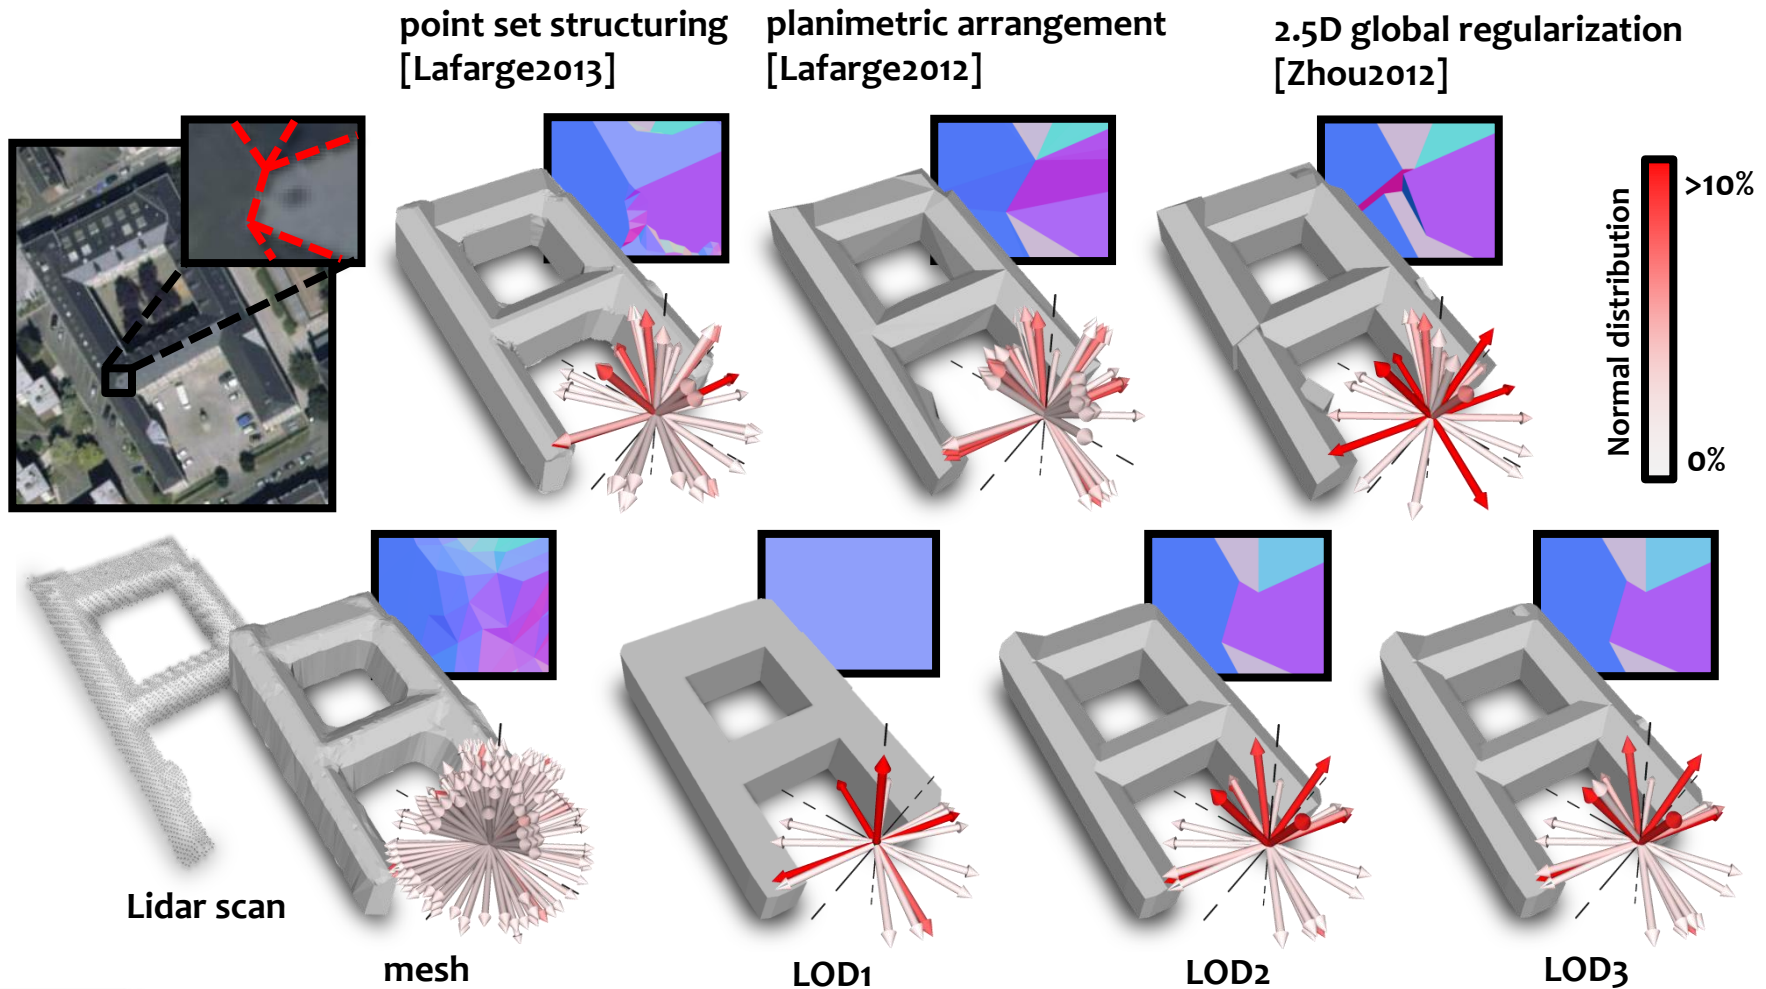 point set structuring
[Lafarge2013]
planimetric arrangement
[Lafarge2012]
2.5D global regularization
[Zhou2012]
>10%
Normal distribution
0%
Lidar scan
mesh
LOD1
LOD2
LOD3